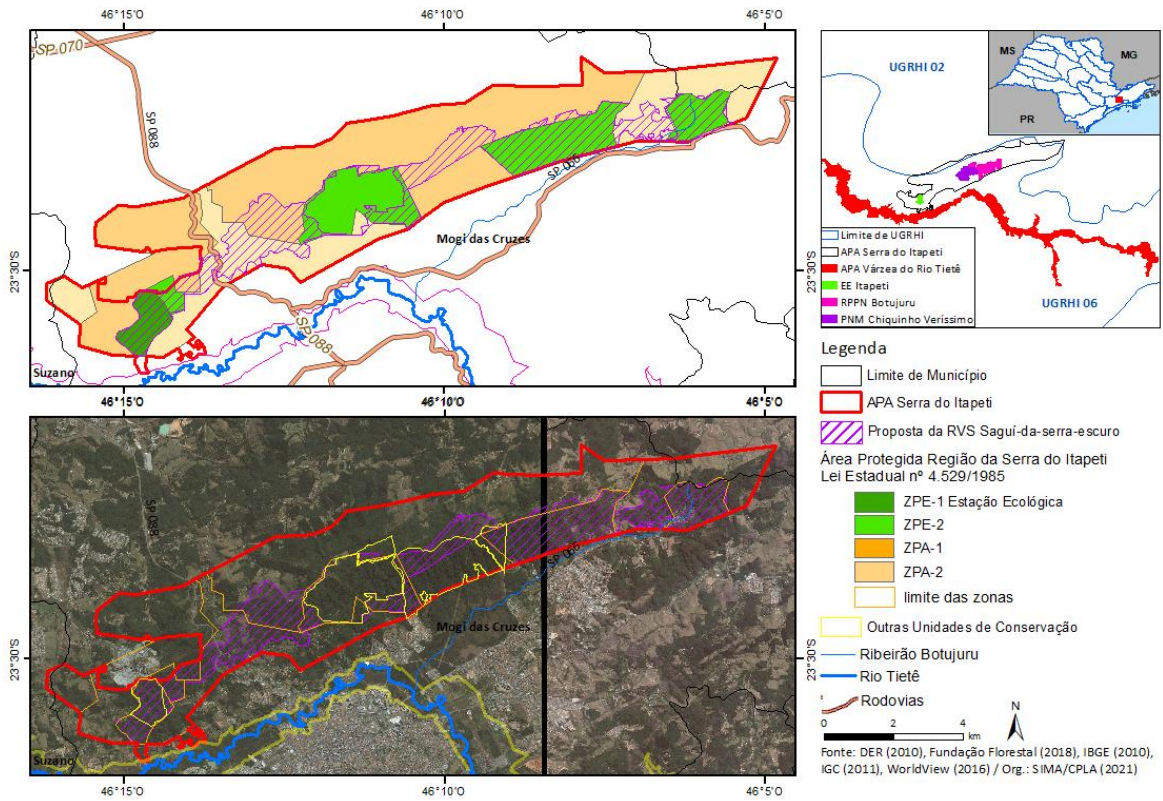 46°15'O
46°10'O
46°5'O
SP 070
SP 088
SP 066
Mogi das Cruzes
SP 088
Suzano
23°30'S
23°30'S
46°15'O
46°10'O
46°5'O
SP 088
SP 066
Mogi das Cruzes
Suzano
23°30'S
23°30'S
46°15'O
46°10'O
46°5'O
UGRHI 02
MS
MG
PR
UGRHI 06
Limite de UGRHI
APA Serra do Itapeti
APA Várzea do Rio Tietê
EE Itapeti
RPPN Botujuru
PNM Chiquinho Veríssimo
Legenda
Limite de Município
APA Serra do Itapeti
Proposta da RVS Saguí-da-serra-escuro
Área Protegida Região da Serra do Itapeti
Lei Estadual nº 4.529/1985
ZPE-1 Estação Ecológica
ZPE-2
ZPA-1
ZPA-2
limite das zonas
Outras Unidades de Conservação
Ribeirão Botujuru
Rio Tietê
Rodovias
N
0 2 4
km
Fonte: DER (2010), Fundação Florestal (2018), IBGE (2010),
IGC (2011), WorldView (2016) / Org.: SIMA/CPLA (2021)